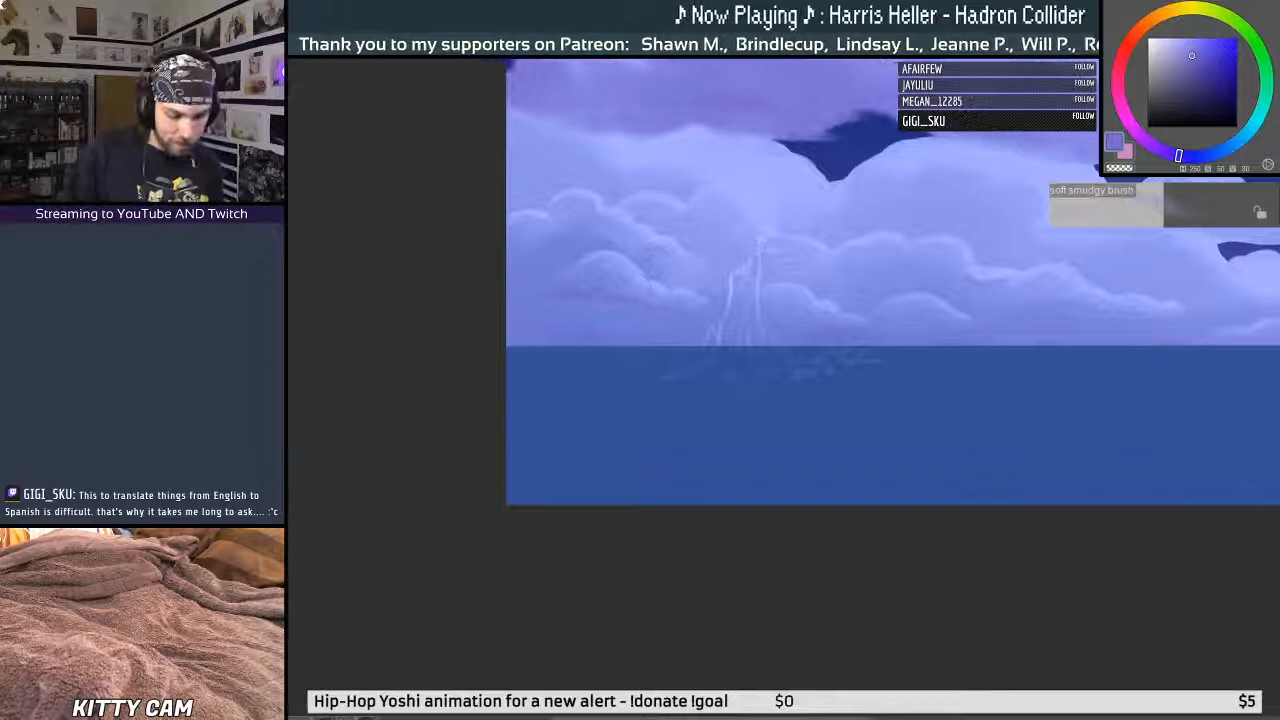 ♪ Now Playing ♪ : Harris Heller - Hadron Collider
Thank you to my supporters on Patreon: Shawn M., Brindlecup, Lindsay L., Jeanne P., Will P., R
AFAIRFEW FOLLOW
JAYULIU FOLLOW
MEGAN_12285 FOLLOW
GIGI_SKU FOLLOW
soft smudgy brush
Streaming to YouTube AND Twitch
GIGI_SKU: This to translate things from English to
Spanish is difficult. that's why it takes me long to ask.... :'c
KITTY CAM
Hip-Hop Yoshi animation for a new alert - !donate !goal $0 $5